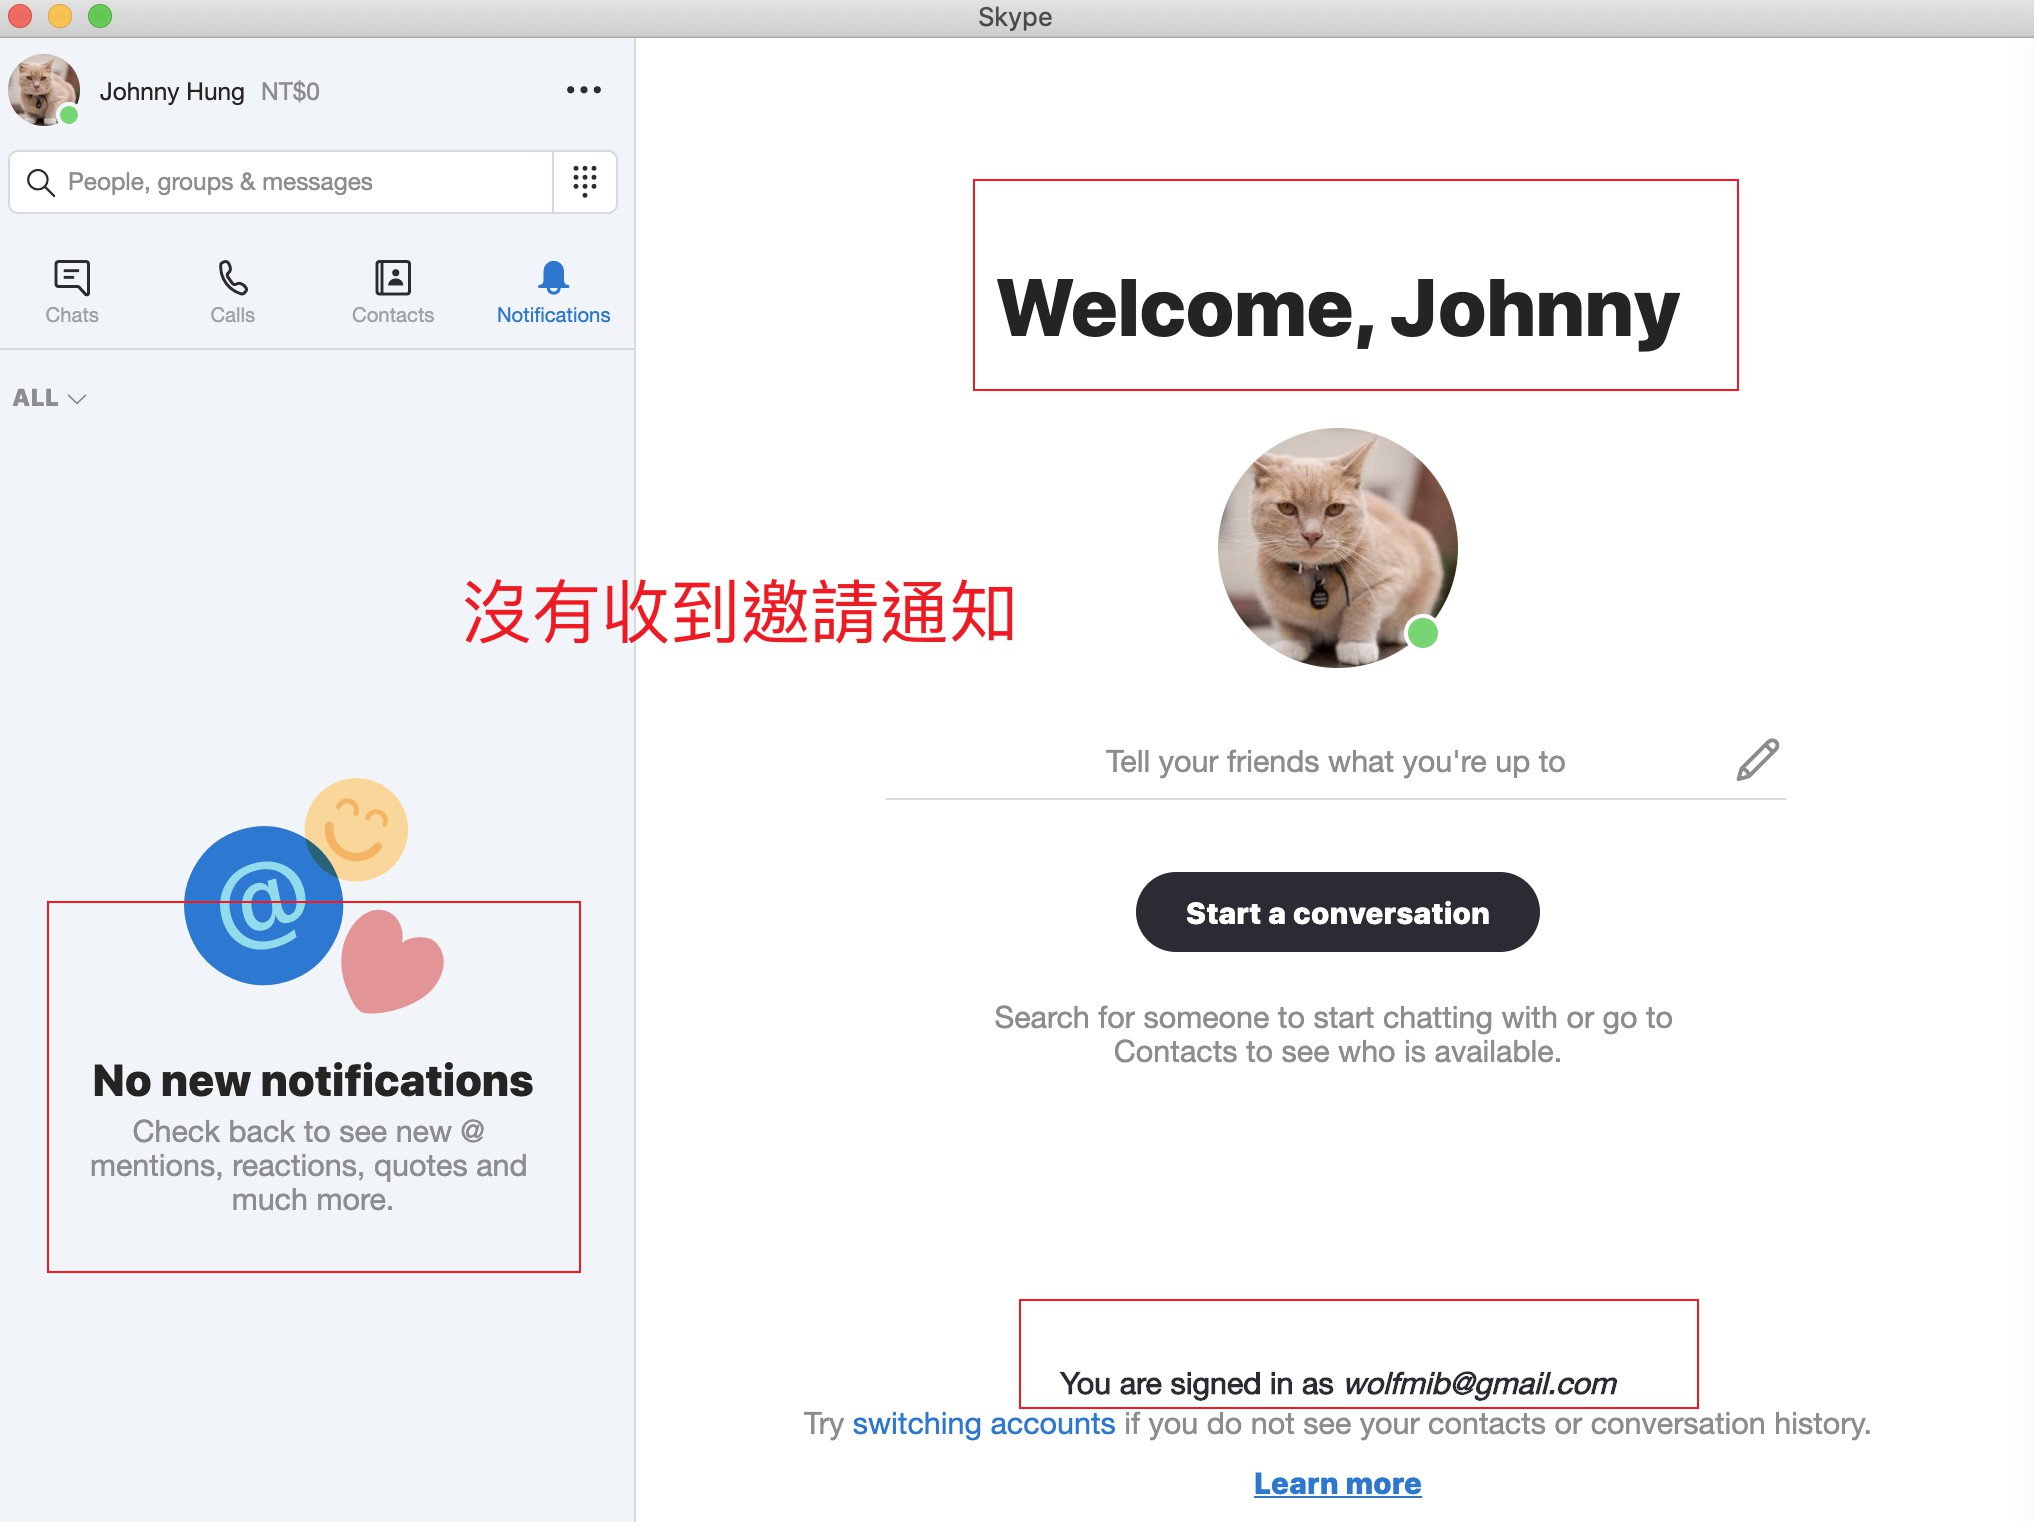 Skype
Johnny Hung NT$0
People, groups & messages
Chats
Calls
Contacts
Notifications
ALL
Welcome, Johnny
沒有收到邀請通知
Tell your friends what you're up to
@
Start a conversation
Search for someone to start chatting with or go to
Contacts to see who is available.
No new notifications
Check back to see new @
mentions, reactions, quotes and
much more.
You are signed in as wolfmib@gmail.com
Try switching accounts if you do not see your contacts or conversation history.
Learn more